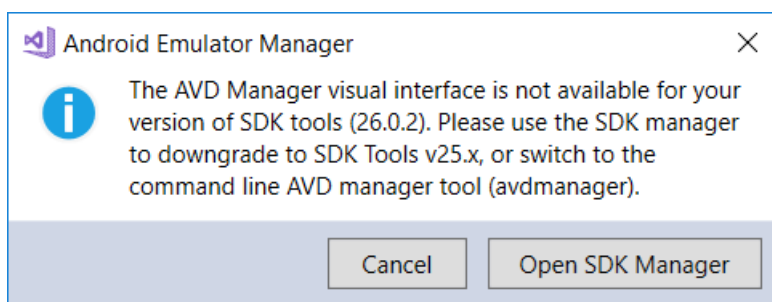 Android Emulator Manager
The AVD Manager visual interface is not available for your
version of SDK tools (26.0.2). Please use the SDK manager
to downgrade to SDK Tools v25.x, or switch to the
command line AVD manager tool (avdmanager).
Cancel
Open SDK Manager